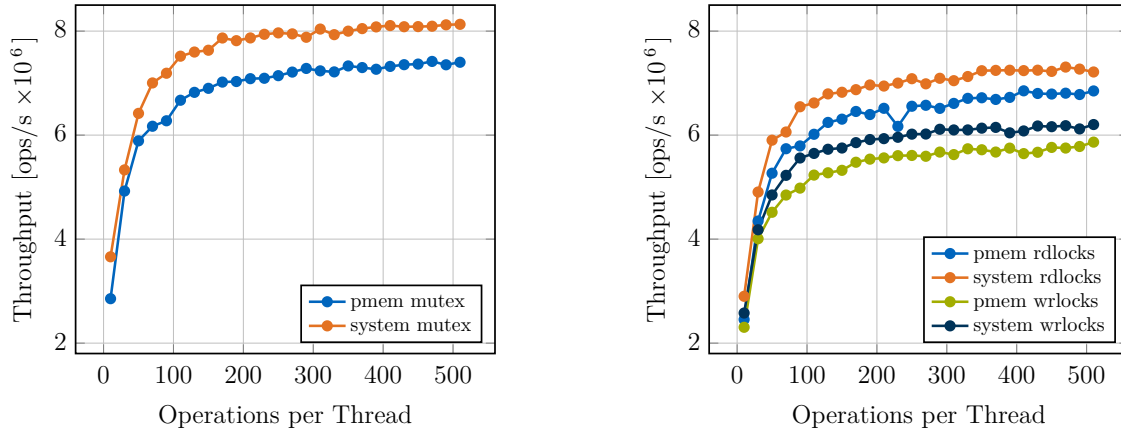 8
6
4
2
0
100
200
300
400
500
Operations per Thread
Throughput [ops/s ×10^6]
pmem mutex
system mutex
8
6
4
2
0
100
200
300
400
500
Operations per Thread
Throughput [ops/s ×10^6]
pmem rdlocks
system rdlocks
pmem wrlocks
system wrlocks